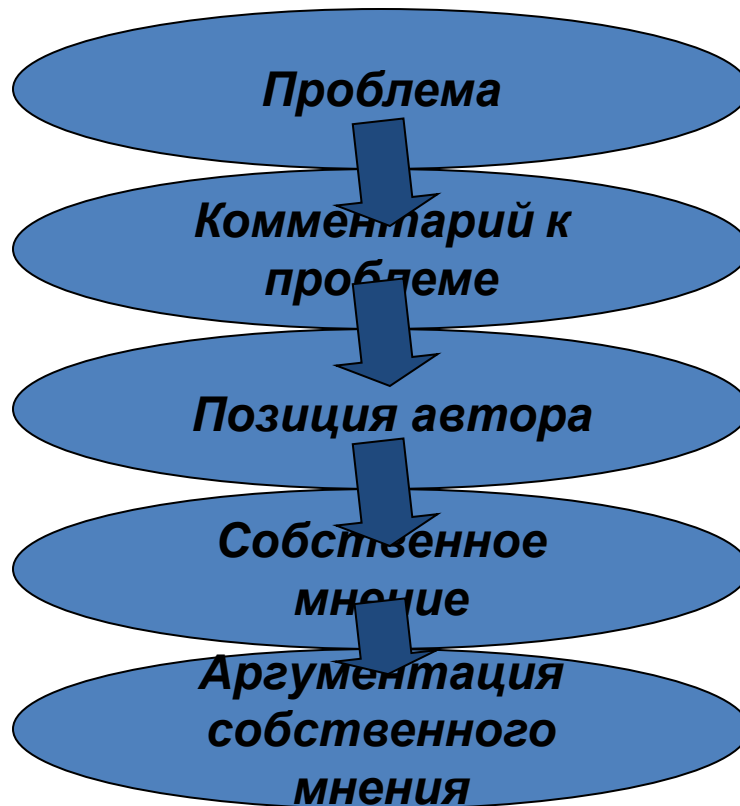 Проблема
Комментарий к
проблеме
Позиция автора
Собственное
мнение
Аргументация
собственного
мнения